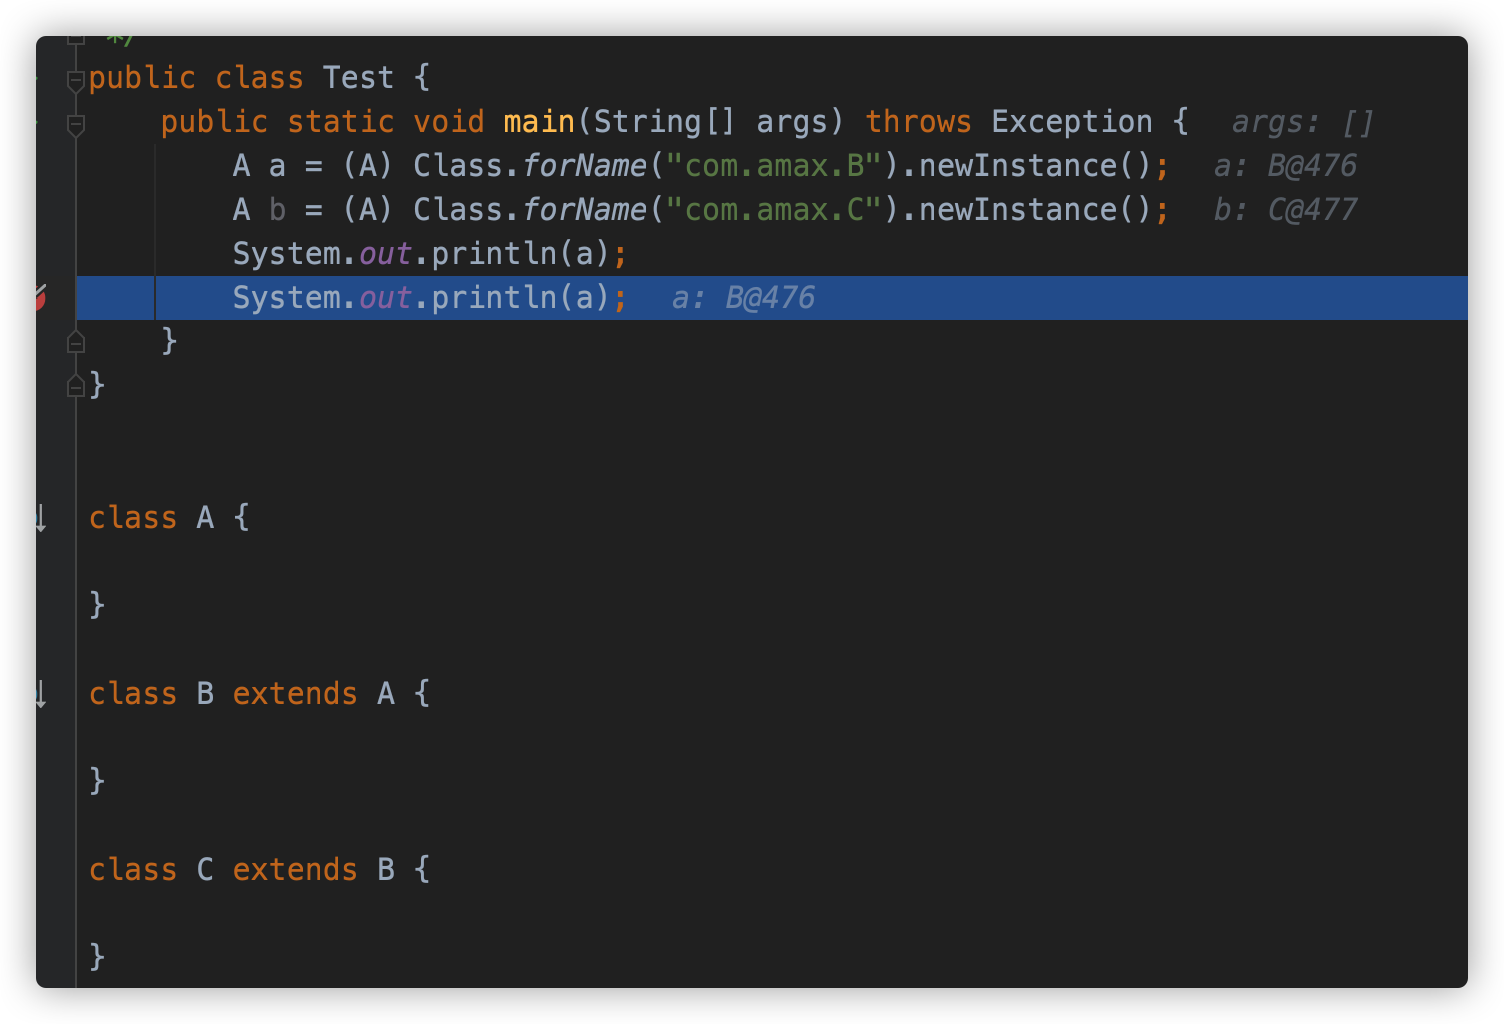 */
public class Test {
    public static void main(String[] args) throws Exception {  args: []
        A a = (A) Class.forName("com.amax.B").newInstance();  a: B@476
        A b = (A) Class.forName("com.amax.C").newInstance();  b: C@477
        System.out.println(a);
        System.out.println(a);  a: B@476
    }
}
class A {
}
class B extends A {
}
class C extends B {
}